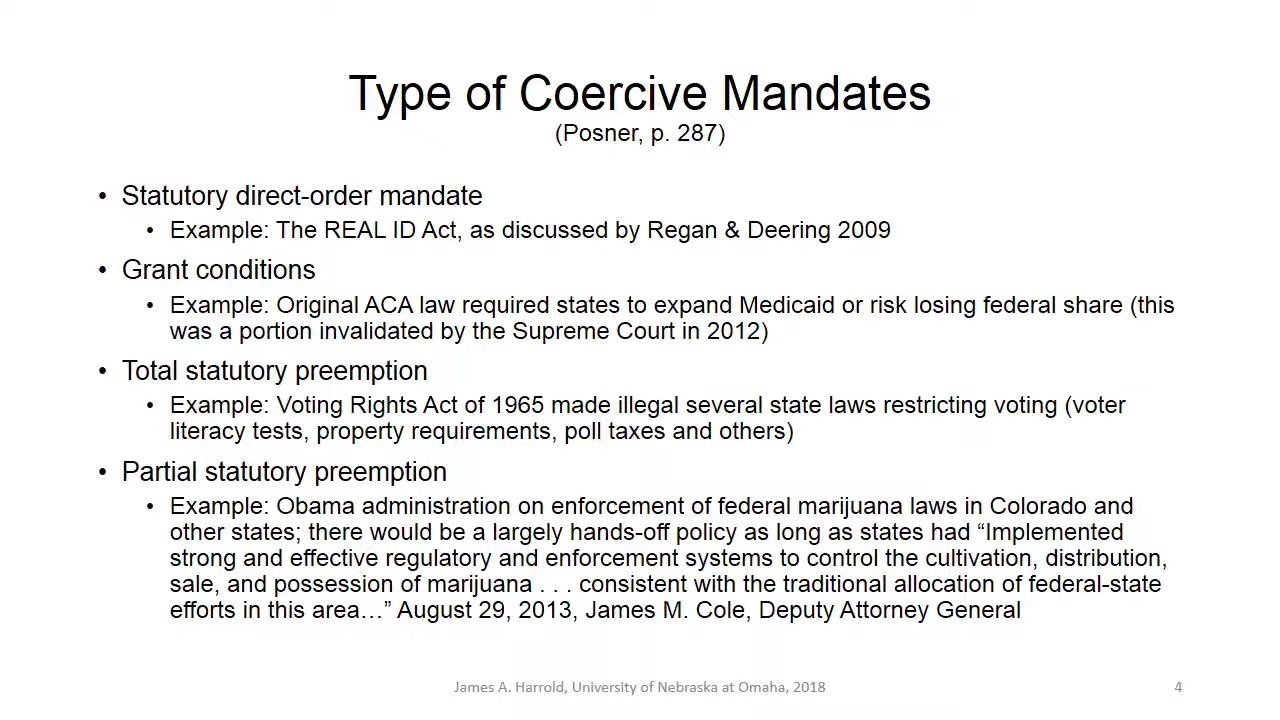 Type of Coercive Mandates
(Posner, p. 287)
• Statutory direct-order mandate
• Example: The REAL ID Act, as discussed by Regan & Deering 2009
• Grant conditions
• Example: Original ACA law required states to expand Medicaid or risk losing federal share (this
was a portion invalidated by the Supreme Court in 2012)
• Total statutory preemption
• Example: Voting Rights Act of 1965 made illegal several state laws restricting voting (voter
literacy tests, property requirements, poll taxes and others)
• Partial statutory preemption
• Example: Obama administration on enforcement of federal marijuana laws in Colorado and
other states; there would be a largely hands-off policy as long as states had “Implemented
strong and effective regulatory and enforcement systems to control the cultivation, distribution,
sale, and possession of marijuana . . . consistent with the traditional allocation of federal-state
efforts in this area…” August 29, 2013, James M. Cole, Deputy Attorney General
James A. Harrold, University of Nebraska at Omaha, 2018
4